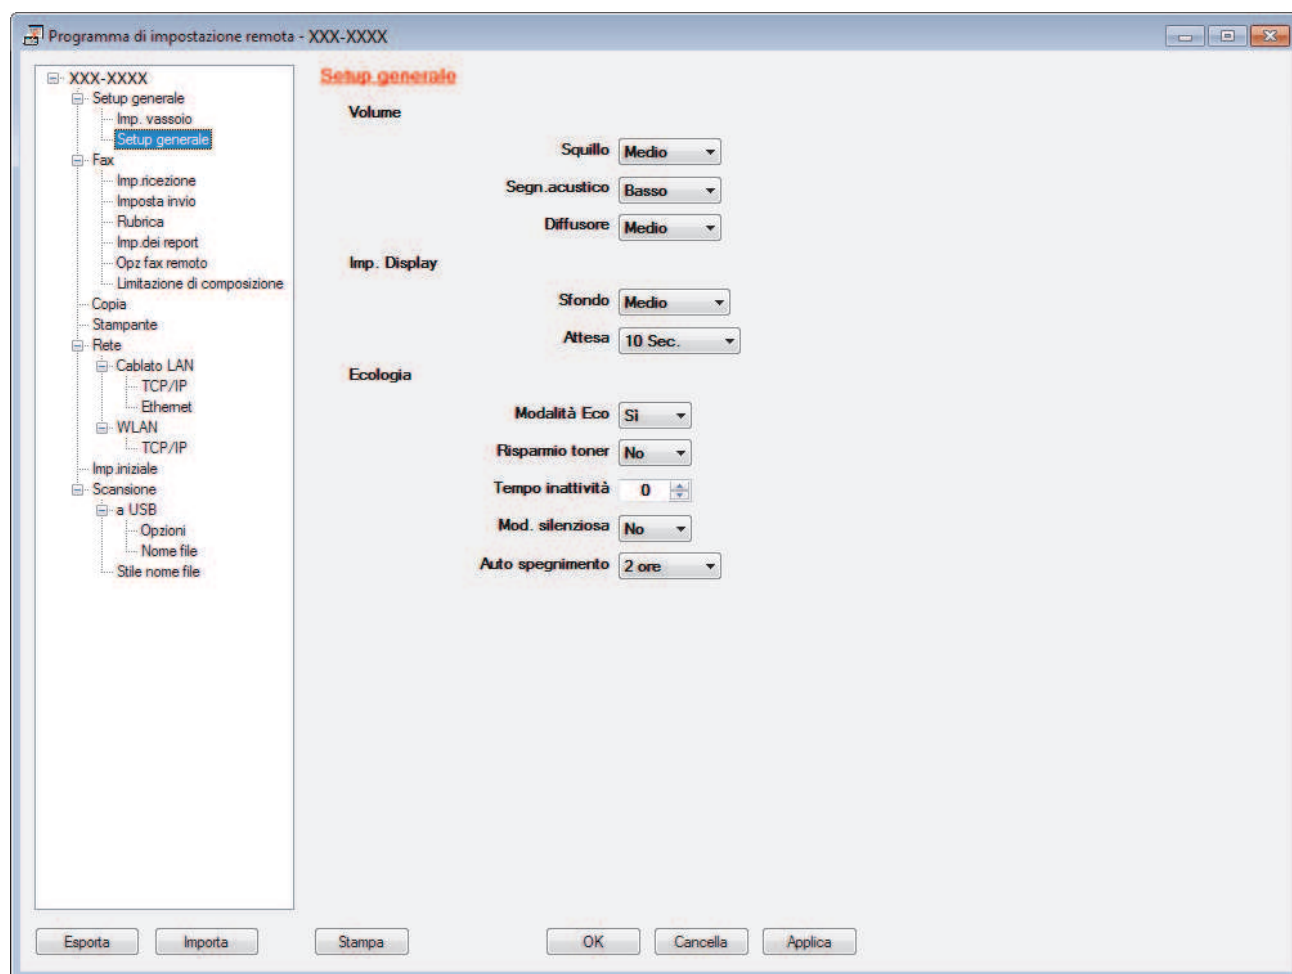 Programma di impostazione remota - XXX-XXXX
XXX-XXXX
Setup generale
Imp. vassoio
Setup generale
Fax
Imp.ricezione
Imposta invio
Rubrica
Imp.dei report
Opz fax remoto
Limitazione di composizione
Copia
Stampante
Rete
Cablato LAN
TCP/IP
Ethernet
WLAN
TCP/IP
Imp.iniziale
Scansione
a USB
Opzioni
Nome file
Stile nome file
Setup generale
Volume
Squillo Medio
Segn.acustico Basso
Diffusore Medio
Imp. Display
Sfondo Medio
Attesa 10 Sec.
Ecologia
Modalità Eco Sì
Risparmio toner No
Tempo inattività 0
Mod. silenziosa No
Auto spegnimento 2 ore
Esporta Importa Stampa OK Cancella Applica